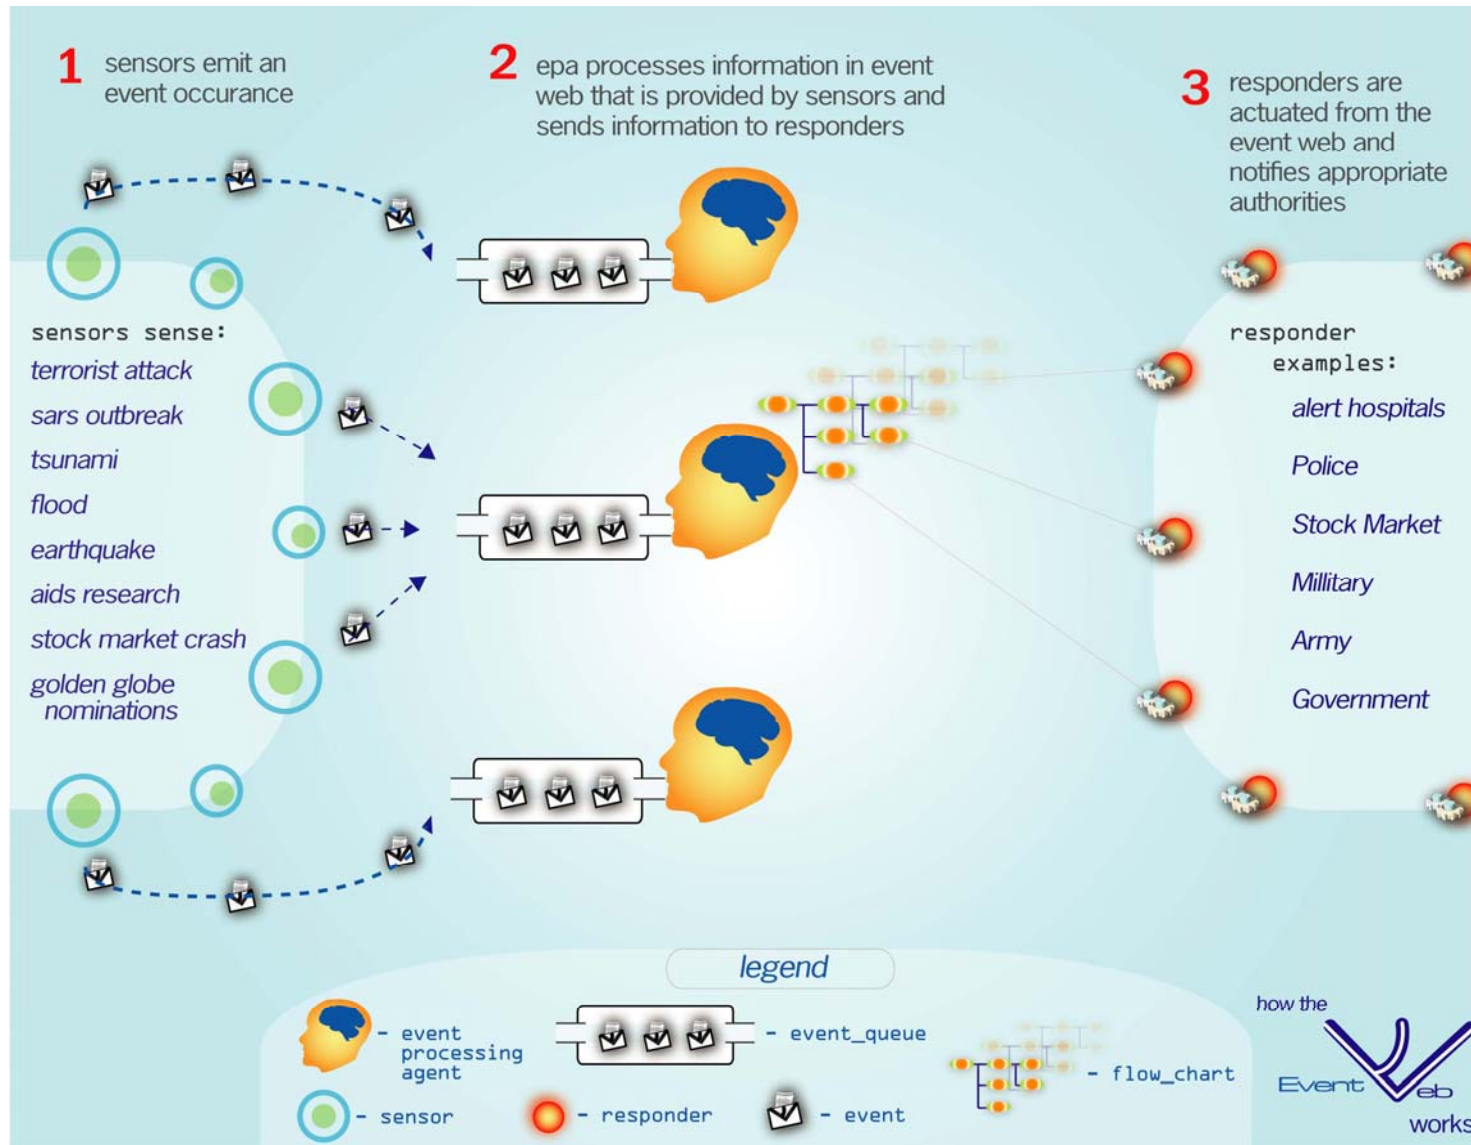 1 sensors emit an
event occurance
2 epa processes information in event
web that is provided by sensors and
sends information to responders
3 responders are
actuated from the
event web and
notifies appropriate
authorities
sensors sense:
terrorist attack
sars outbreak
tsunami
flood
earthquake
aids research
stock market crash
golden globe
nominations
responder
examples:
alert hospitals
Police
Stock Market
Millitary
Army
Government
legend
- event
processing
agent
- event_queue
- flow_chart
- sensor
- responder
- event
how the
Event Web
works